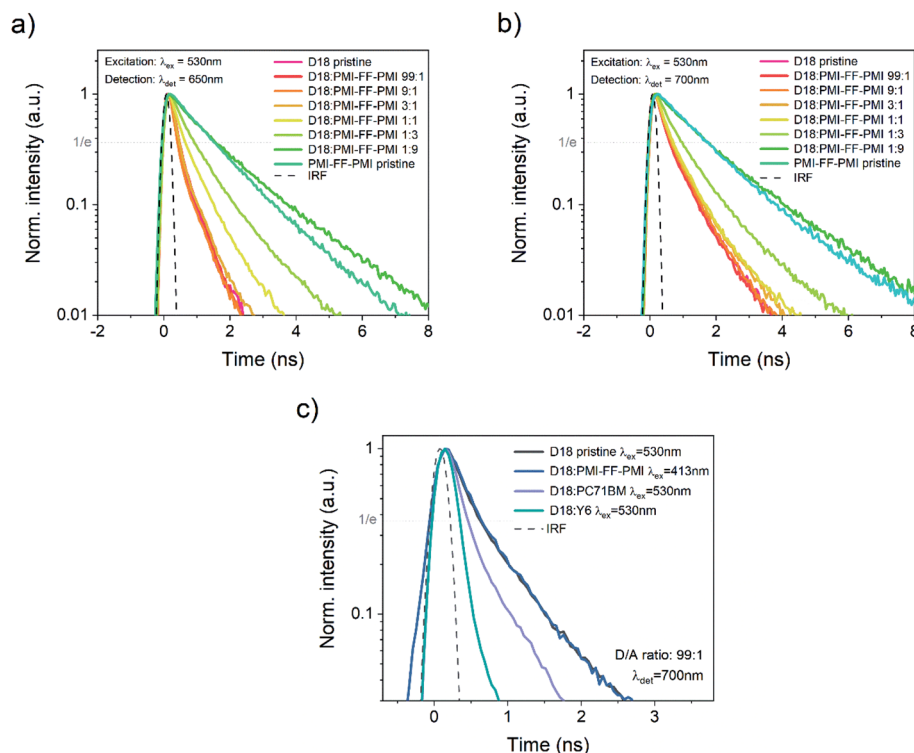 a)
Excitation: λex = 530nm
Detection: λdet = 650nm
D18 pristine
D18:PMI-FF-PMI 99:1
D18:PMI-FF-PMI 9:1
D18:PMI-FF-PMI 3:1
D18:PMI-FF-PMI 1:1
D18:PMI-FF-PMI 1:3
D18:PMI-FF-PMI 1:9
PMI-FF-PMI pristine
IRF
Norm. intensity (a.u.)
1
1/e
0.1
0.01
-2 0 2 4 6 8
Time (ns)
b)
Excitation: λex = 530nm
Detection: λdet = 700nm
D18 pristine
D18:PMI-FF-PMI 99:1
D18:PMI-FF-PMI 9:1
D18:PMI-FF-PMI 3:1
D18:PMI-FF-PMI 1:1
D18:PMI-FF-PMI 1:3
D18:PMI-FF-PMI 1:9
PMI-FF-PMI pristine
IRF
Norm. intensity (a.u.)
1
1/e
0.1
0.01
-2 0 2 4 6 8
Time (ns)
c)
D18 pristine λex=530nm
D18:PMI-FF-PMI λex=413nm
D18:PC71BM λex=530nm
D18:Y6 λex=530nm
IRF
Norm. intensity (a.u.)
1
1/e
0.1
D/A ratio: 99:1
λdet=700nm
0 1 2 3
Time (ns)